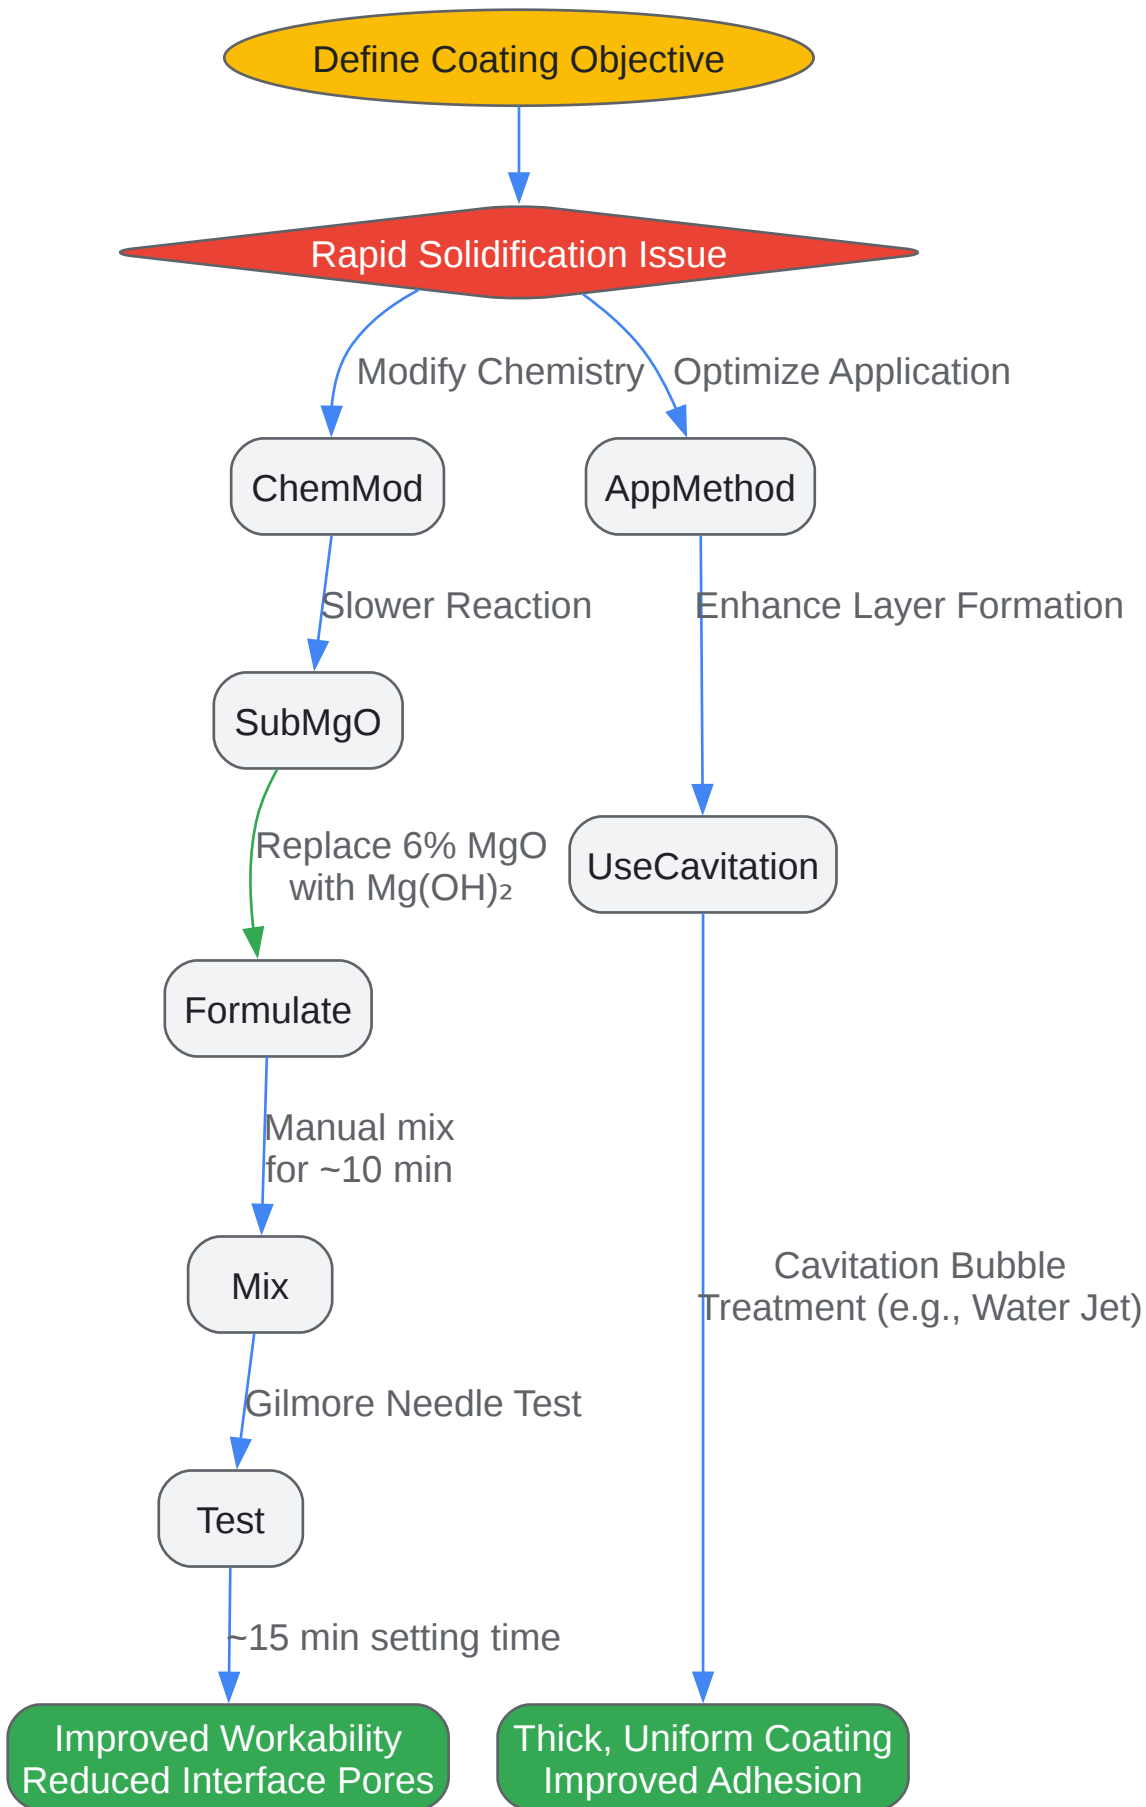 Define Coating Objective
Rapid Solidification Issue
Modify Chemistry
Optimize Application
ChemMod
AppMethod
Slower Reaction
Enhance Layer Formation
SubMgO
Replace 6% MgO
with Mg(OH)₂
UseCavitation
Formulate
Manual mix
for ~10 min
Mix
Cavitation Bubble
Treatment (e.g., Water Jet)
Gilmore Needle Test
Test
~15 min setting time
Improved Workability
Reduced Interface Pores
Thick, Uniform Coating
Improved Adhesion